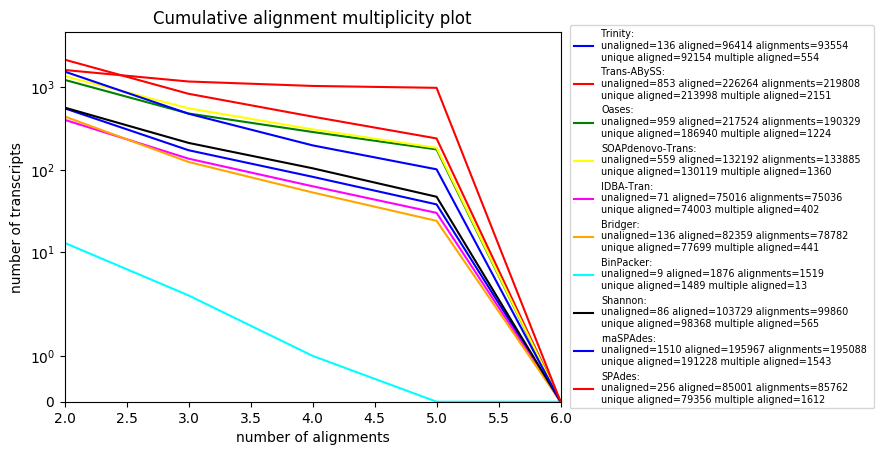 Cumulative alignment multiplicity plot
number of transcripts
10³
10²
10¹
10⁰
0
2.0 2.5 3.0 3.5 4.0 4.5 5.0 5.5 6.0
number of alignments
Trinity:
unaligned=136 aligned=96414 alignments=93554
unique aligned=92154 multiple aligned=554
Trans-ABySS:
unaligned=853 aligned=226264 alignments=219808
unique aligned=213998 multiple aligned=2151
Oases:
unaligned=959 aligned=217524 alignments=190329
unique aligned=186940 multiple aligned=1224
SOAPdenovo-Trans:
unaligned=559 aligned=132192 alignments=133885
unique aligned=130119 multiple aligned=1360
IDBA-Tran:
unaligned=71 aligned=75016 alignments=75036
unique aligned=74003 multiple aligned=402
Bridger:
unaligned=136 aligned=82359 alignments=78782
unique aligned=77699 multiple aligned=441
BinPacker:
unaligned=9 aligned=1876 alignments=1519
unique aligned=1489 multiple aligned=13
Shannon:
unaligned=86 aligned=103729 alignments=99860
unique aligned=98368 multiple aligned=565
maSPAdes:
unaligned=1510 aligned=195967 alignments=195088
unique aligned=191228 multiple aligned=1543
SPAdes:
unaligned=256 aligned=85001 alignments=85762
unique aligned=79356 multiple aligned=1612